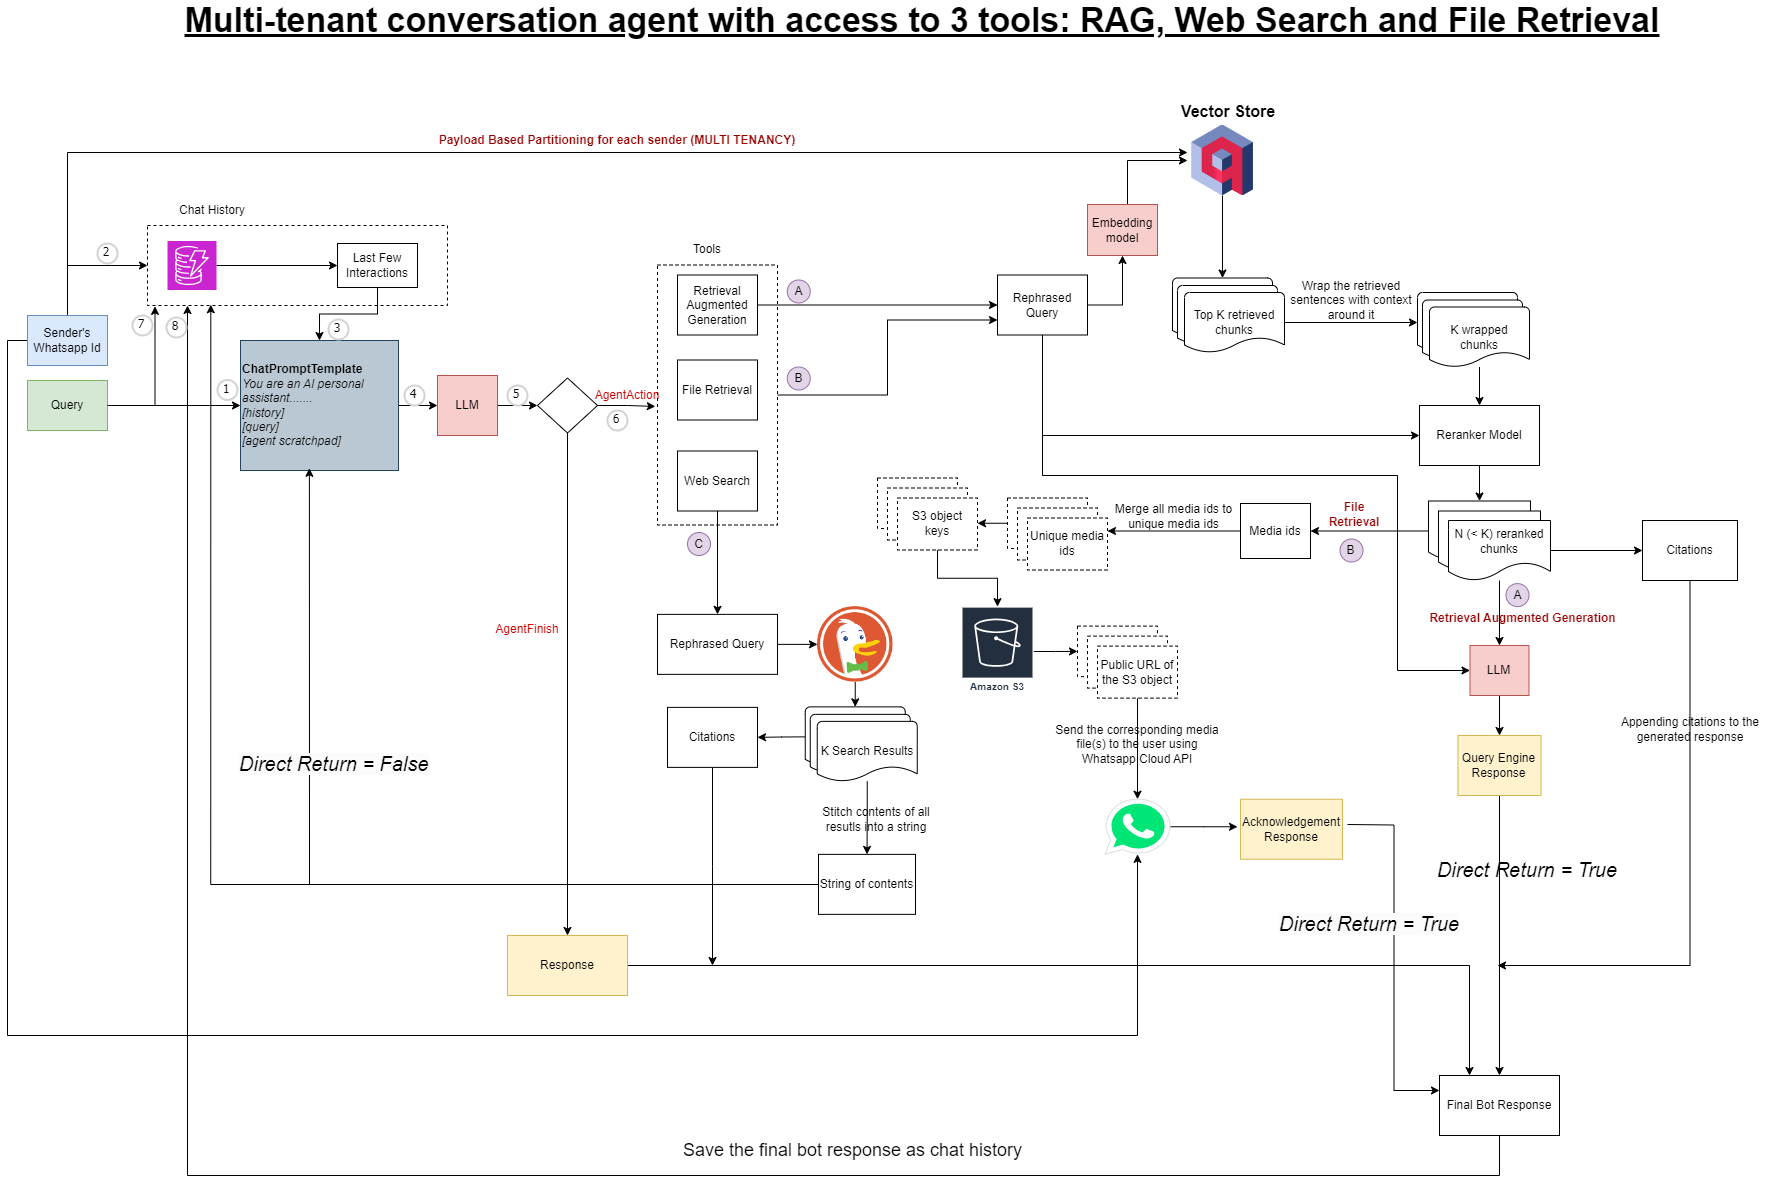 Multi-tenant conversation agent with access to 3 tools: RAG, Web Search and File Retrieval
Vector Store
Payload Based Partitioning for each sender (MULTI TENANCY)
Chat History
2
Last Few
Interactions
7
8
3
Sender's
Whatsapp Id
Query
1
ChatPromptTemplate
You are an AI personal
assistant.......
[history]
[query]
[agent scratchpad]
4
LLM
5
AgentAction
6
Tools
Retrieval
Augmented
Generation
File Retrieval
Web Search
A
B
C
Rephrased
Query
Embedding
model
Top K retrieved
chunks
Wrap the retrieved
sentences with context
around it
K wrapped
chunks
Reranker Model
N (< K) reranked
chunks
Citations
File
Retrieval
B
Media ids
Merge all media ids to
unique media ids
Unique media
ids
S3 object
keys
Amazon S3
Public URL of
the S3 object
Send the corresponding media
file(s) to the user using
Whatsapp Cloud API
Acknowledgement
Response
A
Retrieval Augmented Generation
LLM
Query Engine
Response
Appending citations to the
generated response
Direct Return = True
Direct Return = True
AgentFinish
Rephrased Query
Citations
K Search Results
Stitch contents of all
resutls into a string
String of contents
Direct Return = False
Response
Final Bot Response
Save the final bot response as chat history